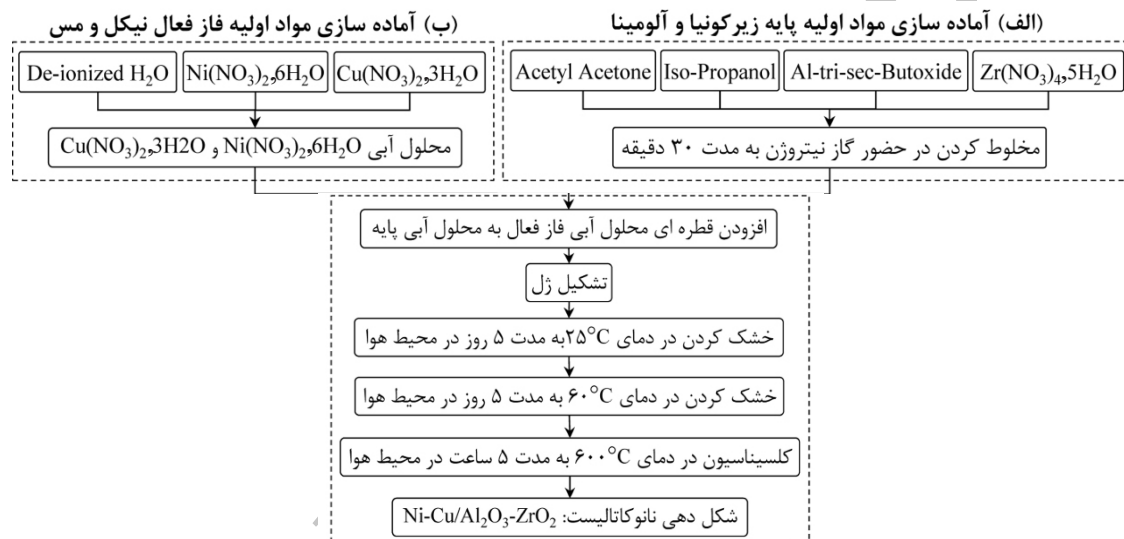 (الف) آماده سازی مواد اولیه پایه زیرکونیا و آلومینا
(ب) آماده سازی مواد اولیه فاز فعال نیکل و مس
De-ionized H₂O
Ni(NO₃)₂,6H₂O
Cu(NO₃)₂,3H₂O
Acetyl Acetone
Iso-Propanol
Al-tri-sec-Butoxide
Zr(NO₃)₄,5H₂O
محلول آبی Ni(NO₃)₂,6H₂O و Cu(NO₃)₂,3H2O
مخلوط کردن در حضور گاز نیتروژن به مدت ۳۰ دقیقه
افزودن قطره ای محلول آبی فاز فعال به محلول آبی پایه
تشکیل ژل
خشک کردن در دمای ۲۵°C به مدت ۵ روز در محیط هوا
خشک کردن در دمای ۶۰°C به مدت ۵ روز در محیط هوا
کلسیناسیون در دمای ۶۰۰°C به مدت ۵ ساعت در محیط هوا
شکل دهی نانوکاتالیست: Ni-Cu/Al₂O₃-ZrO₂